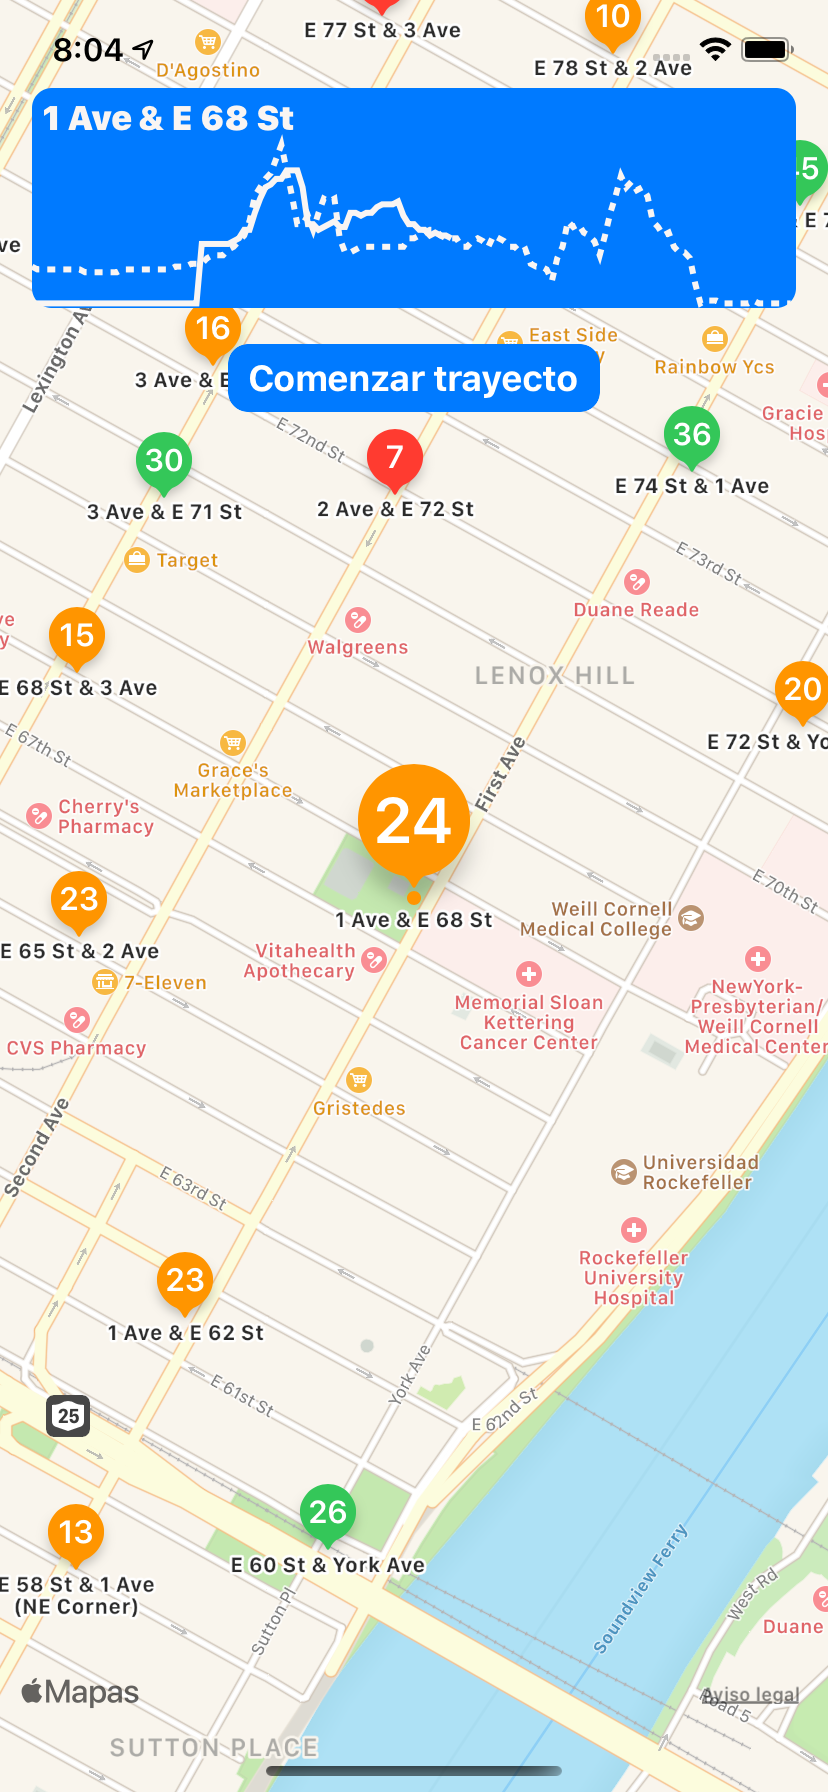 E 77 St & 3 Ave
10
8:04
D'Agostino
E 78 St & 2 Ave
1 Ave & E 68 St
16
3 Ave & E
East Side
Rainbow Ycs
Comenzar trayecto
Lexington Av
Gracie
Hos
E 72nd St
30
7
36
3 Ave & E 71 St
2 Ave & E 72 St
E 74 St & 1 Ave
Target
E 73rd St
Duane Reade
15
Walgreens
E 68 St & 3 Ave
LENOX HILL
20
E 67th St
E 72 St & Yo
First Ave
Grace's
Marketplace
24
Cherry's
Pharmacy
23
E 70th St
1 Ave & E 68 St
Weill Cornell
Medical College
E 65 St & 2 Ave
Vitahealth
Apothecary
7-Eleven
Memorial Sloan
Kettering
Cancer Center
NewYork-
Presbyterian/
Weill Cornell
Medical Center
CVS Pharmacy
Gristedes
Second Ave
E 63rd St
Universidad
Rockefeller
Rockefeller
University
Hospital
23
1 Ave & E 62 St
York Ave
E 61st St
25
E 62nd St
26
13
E 60 St & York Ave
E 58 St & 1 Ave
(NE Corner)
Soundview Ferry
West Rd
Sutton Pl
Duane
Mapas
Aviso legal
Road 5
SUTTON PLACE